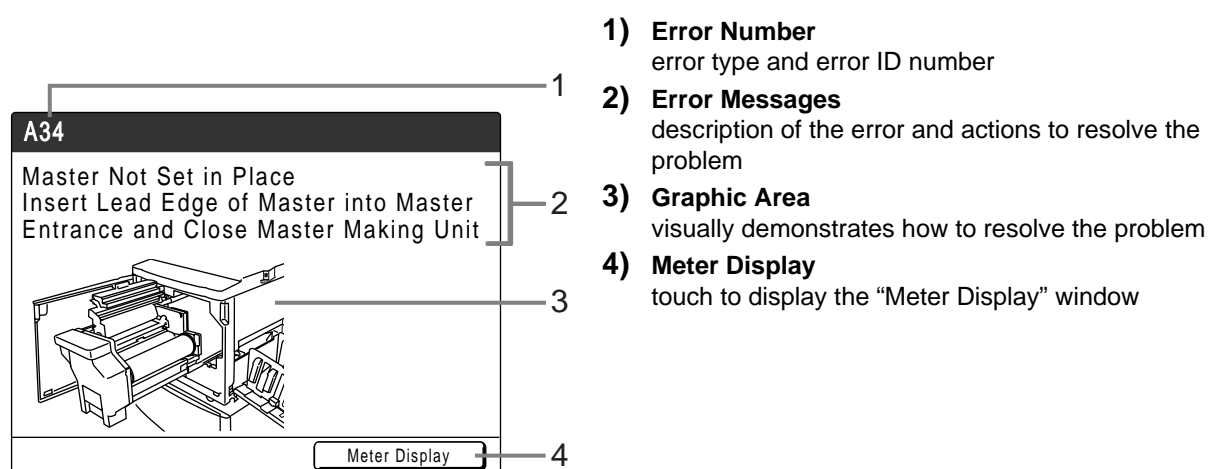 1
A34
Master Not Set in Place
Insert Lead Edge of Master into Master
Entrance and Close Master Making Unit
2
3
Meter Display
4
1) Error Number
error type and error ID number
2) Error Messages
description of the error and actions to resolve the
problem
3) Graphic Area
visually demonstrates how to resolve the problem
4) Meter Display
touch to display the “Meter Display” window